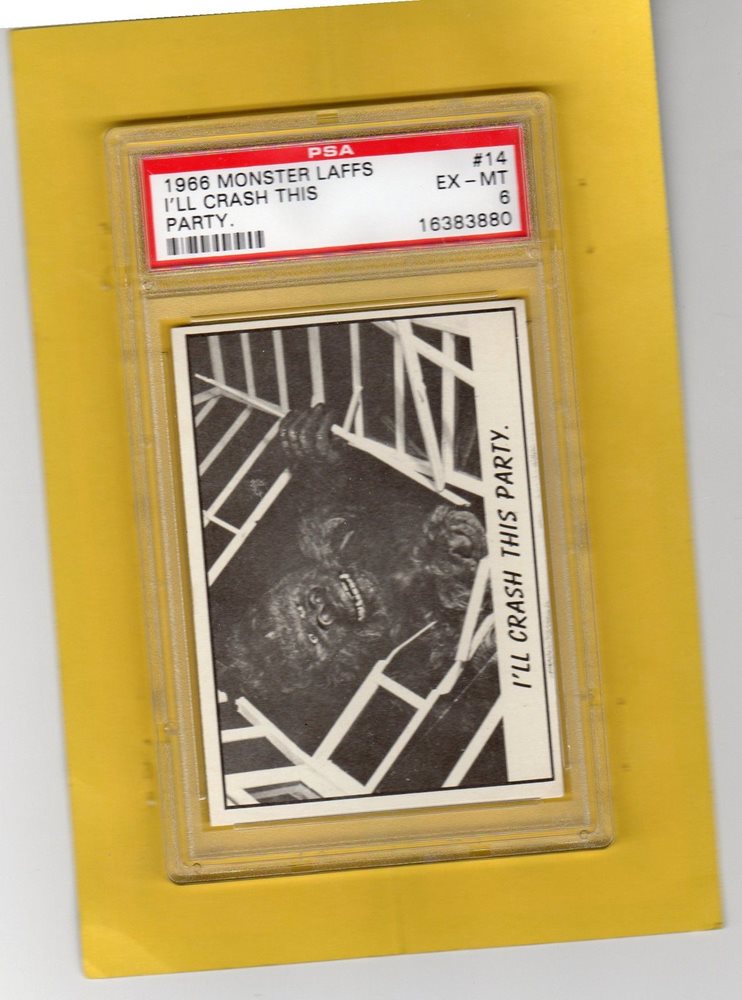 PSA
1966 MONSTER LAFFS #14
I'LL CRASH THIS EX – MT
PARTY. 6
16383880
I'LL CRASH THIS PARTY.